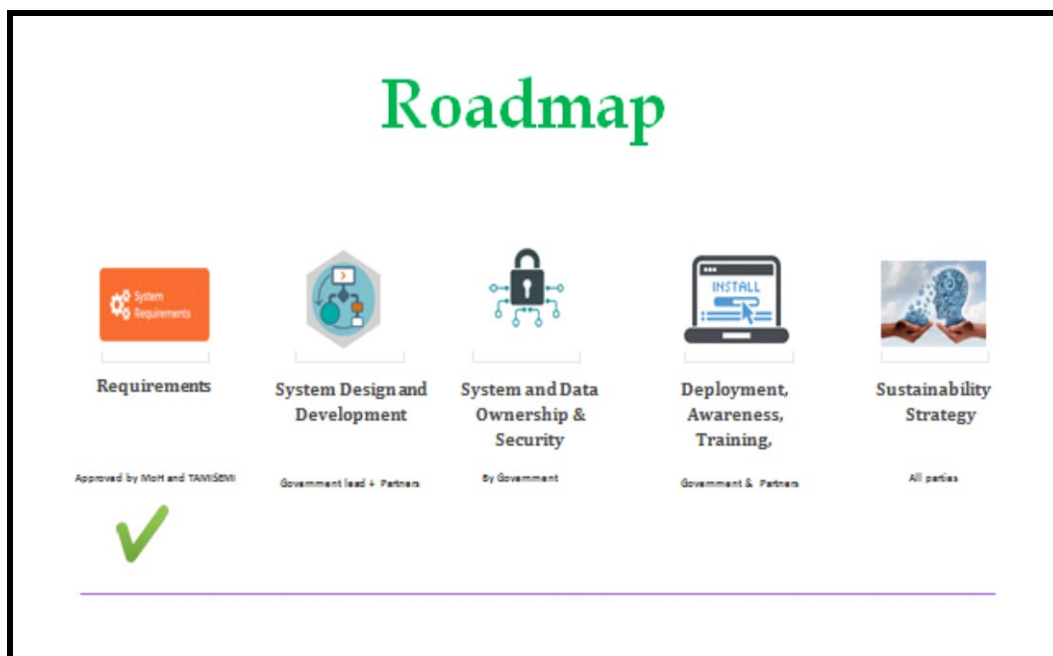 Roadmap
System
Requirements
INSTALL
Requirements
System Design and
Development
System and Data
Ownership &
Security
Deployment,
Awareness,
Training,
Sustainability
Strategy
Approved by MoH and TAMISEMI
Government lead + Partners
By Government
Government & Partners
All parties